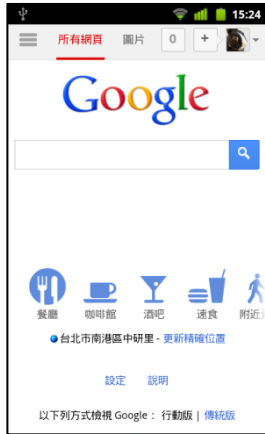 15:24
所有網頁 圖片 0 +
Google
餐廳 咖啡館 酒吧 速食 附近
台北市南港區中研里 - 更新精確位置
設定 說明
以下列方式檢視 Google： 行動版 | 傳統版